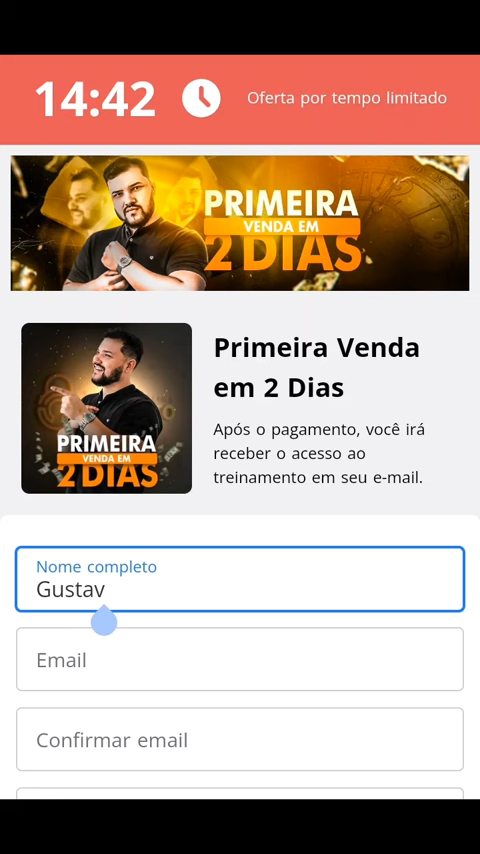 14:42
Oferta por tempo limitado
PRIMEIRA
VENDA EM
2 DIAS
PRIMEIRA
VENDA EM
2 DIAS
Primeira Venda
em 2 Dias
Após o pagamento, você irá
receber o acesso ao
treinamento em seu e-mail.
Nome completo
Gustav
Email
Confirmar email